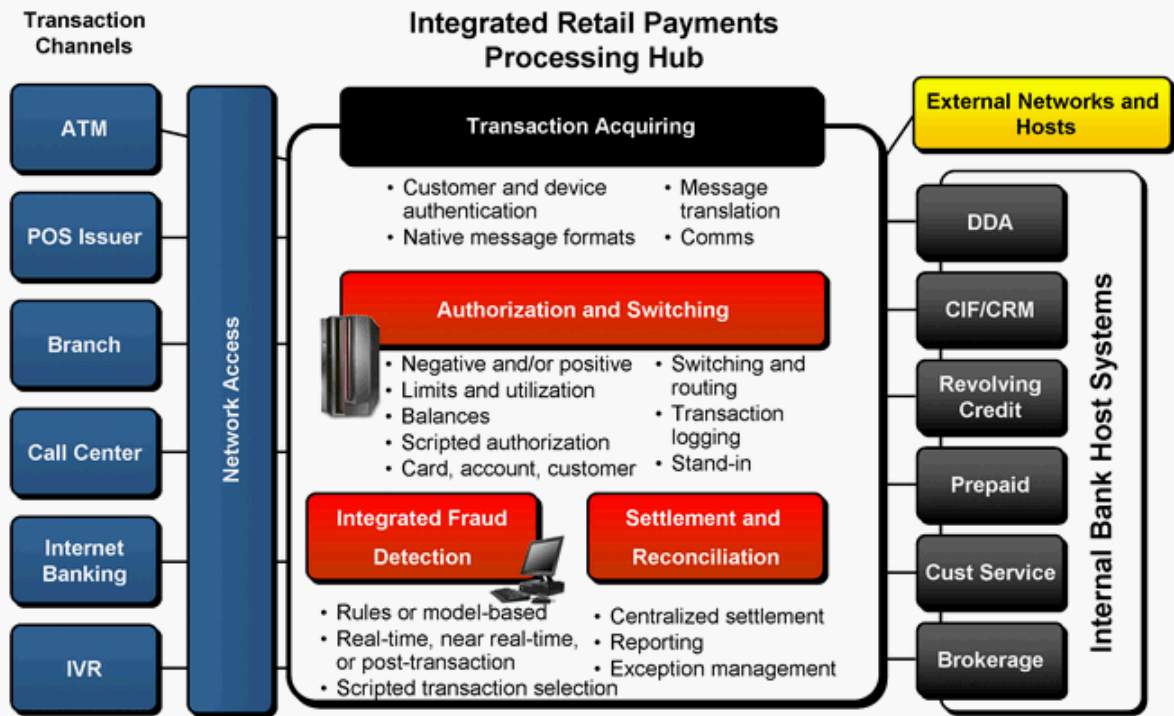 Transaction
Channels
Integrated Retail Payments
Processing Hub
ATM
POS Issuer
Branch
Call Center
Internet
Banking
IVR
Network Access
Transaction Acquiring
• Customer and device
authentication
• Native message formats
• Message
translation
• Comms
Authorization and Switching
• Negative and/or positive
• Limits and utilization
• Balances
• Scripted authorization
• Card, account, customer
• Switching and
routing
• Transaction
logging
• Stand-in
Integrated Fraud
Detection
• Rules or model-based
• Real-time, near real-time,
or post-transaction
• Scripted transaction selection
Settlement and
Reconciliation
• Centralized settlement
• Reporting
• Exception management
External Networks and
Hosts
DDA
CIF/CRM
Revolving
Credit
Prepaid
Cust Service
Brokerage
Internal Bank Host Systems